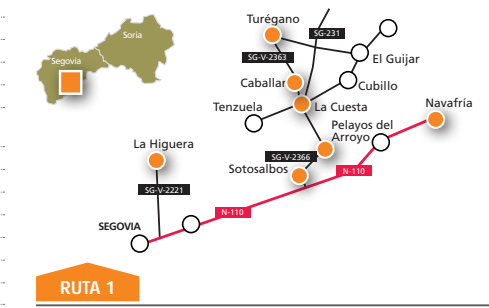 Turégano
SG-231
Soria
Segovia
SG-V-2363
El Guijar
Caballar
Cubillo
Tenzuela
La Cuesta
Navafría
Pelayos del
Arroyo
La Higuera
SG-V-2366
Sotosalbos
N-110
SG-V-2221
N-110
SEGOVIA
RUTA 1